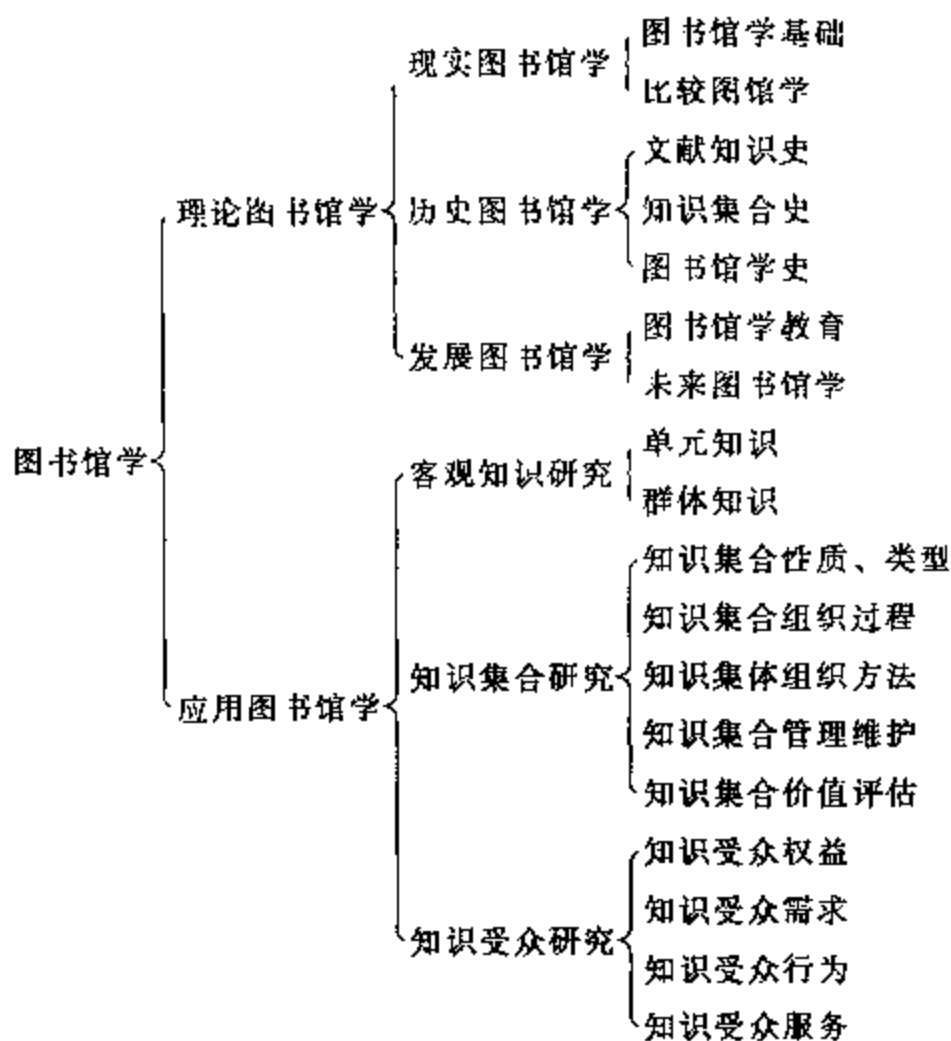 图书馆学基础
现实图书馆学
比较图馆学
文献知识史
理论图书馆学
历史图书馆学
知识集合史
图书馆学史
图书馆学教育
发展图书馆学
未来图书馆学
单元知识
图书馆学
客观知识研究
群体知识
知识集合性质、类型
知识集合组织过程
应用图书馆学
知识集合研究
知识集体组织方法
知识集合管理维护
知识集合价值评估
知识受众权益
知识受众需求
知识受众研究
知识受众行为
知识受众服务